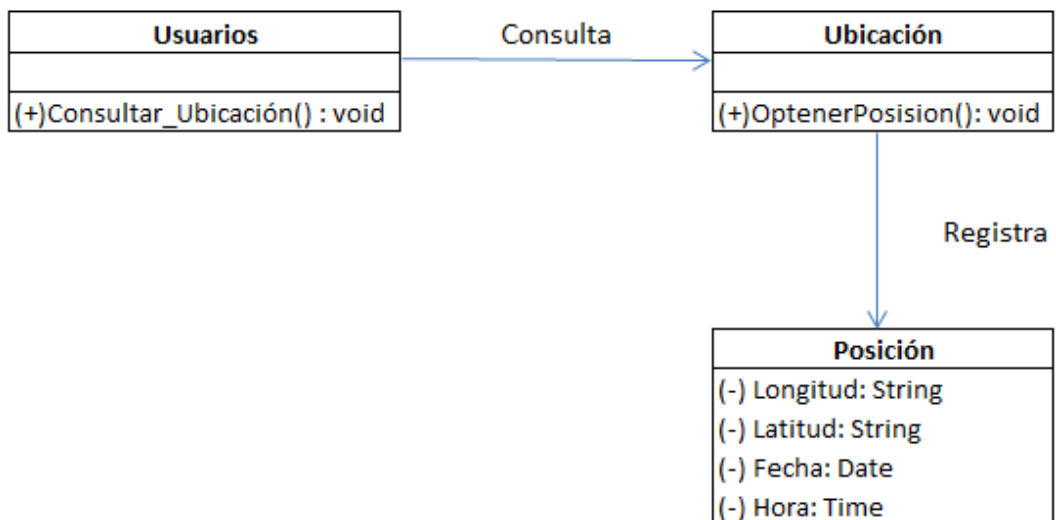 Usuarios
Consulta
Ubicación
(+)Consultar_Ubicación() : void
(+)OptenerPosision(): void
Registra
Posición
(-) Longitud: String
(-) Latitud: String
(-) Fecha: Date
(-) Hora: Time